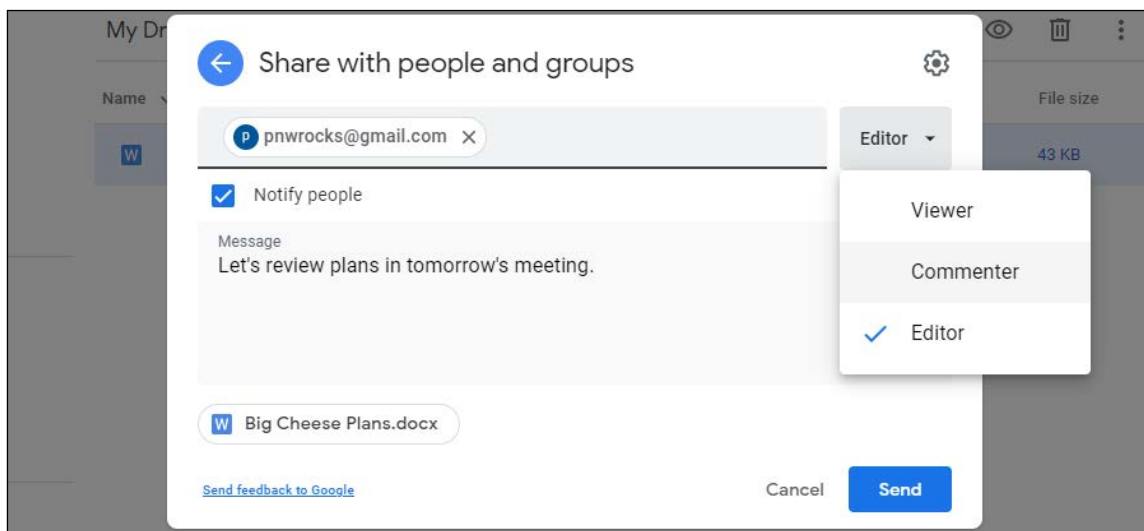 My Dr
Share with people and groups
Name
File size
P pnwrocks@gmail.com
Editor
W
43 KB
Notify people
Viewer
Message
Let's review plans in tomorrow's meeting.
Commenter
Editor
W Big Cheese Plans.docx
Send feedback to Google
Cancel
Send